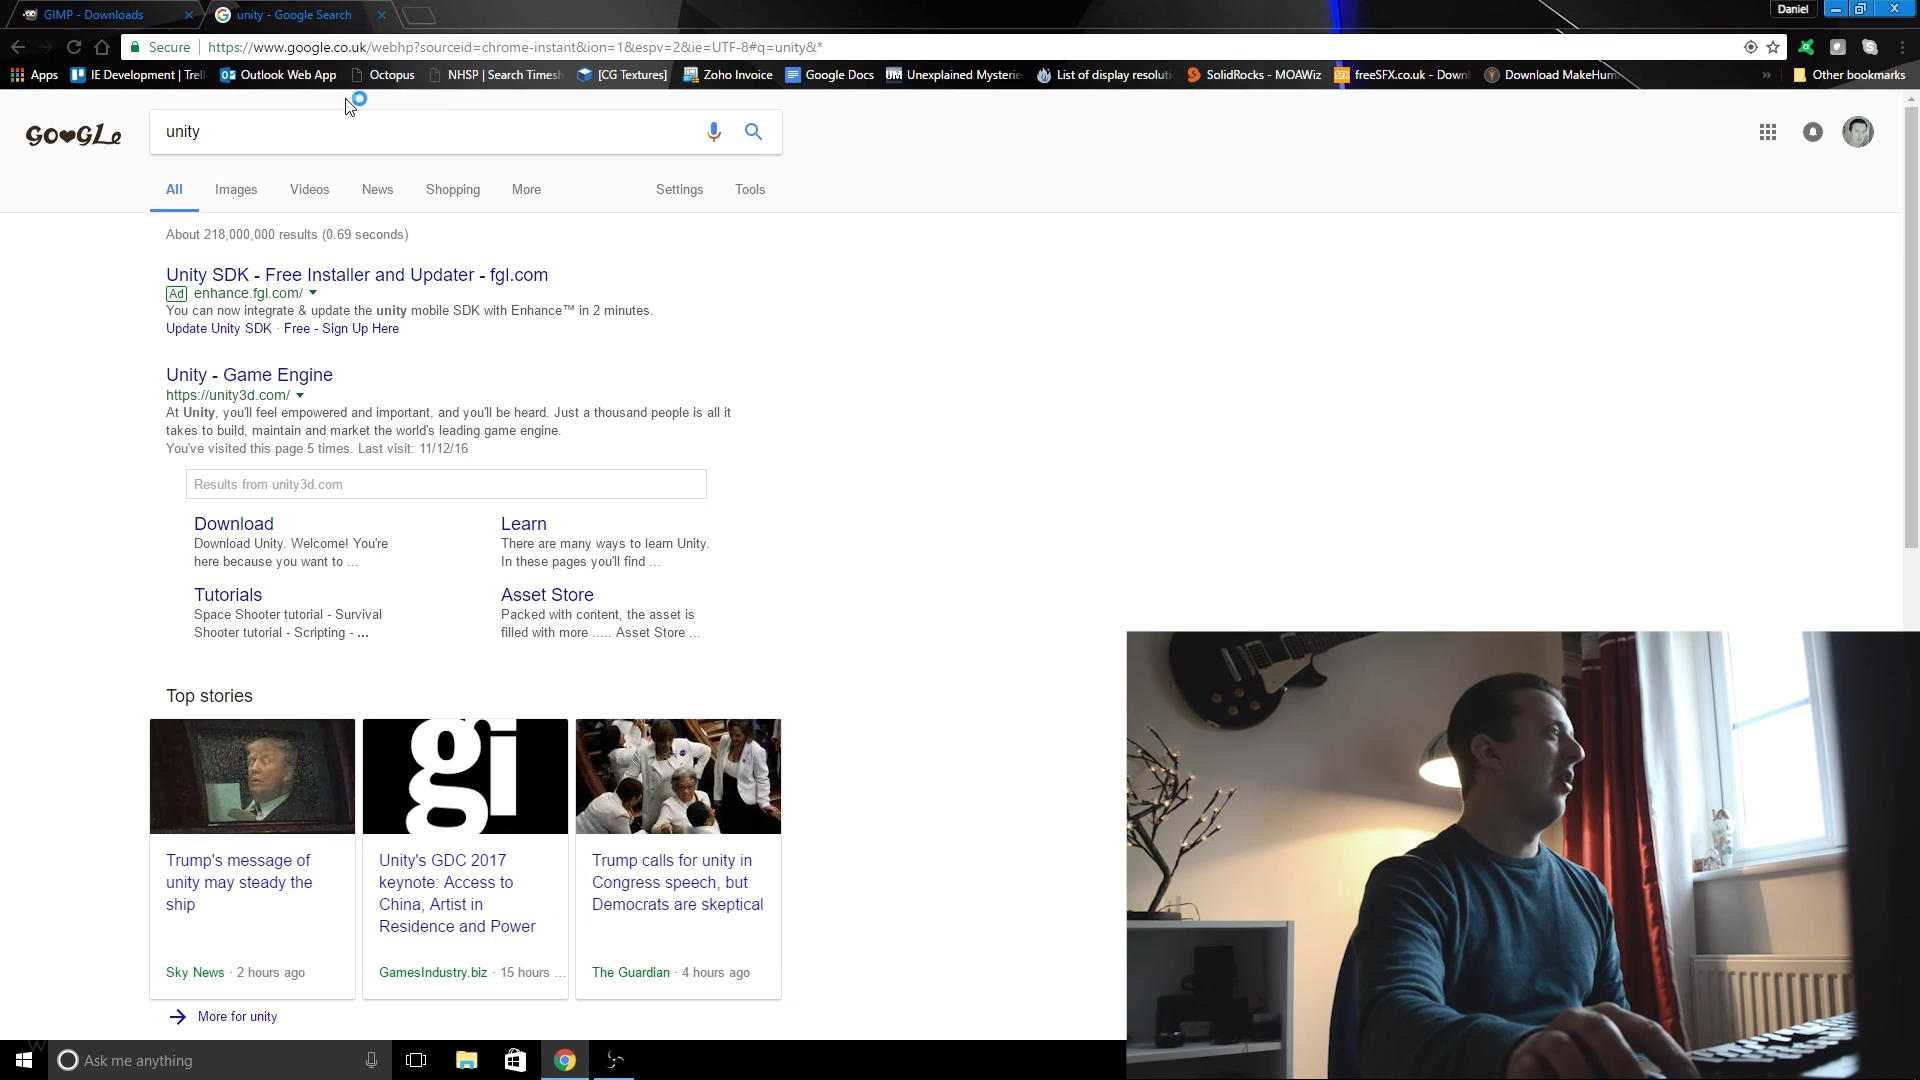 GIMP - Downloads
unity - Google Search
Daniel
Secure
https://www.google.co.uk/webhp?sourceid=chrome-instant&ion=1&espv=2&ie=UTF-8#q=unity&*
Apps
IE Development | Trell
Outlook Web App
Octopus
NHSP | Search Timesh
[CG Textures]
Zoho Invoice
Google Docs
UM Unexplained Mysterie
List of display resoluti
SolidRocks - MOAWiz
freeSFX.co.uk - Downl
Download MakeHum
»
Other bookmarks
GO♥GLe
unity
All
Images
Videos
News
Shopping
More
Settings
Tools
About 218,000,000 results (0.69 seconds)
Unity SDK - Free Installer and Updater - fgl.com
Ad enhance.fgl.com/
You can now integrate & update the unity mobile SDK with Enhance™ in 2 minutes.
Update Unity SDK · Free - Sign Up Here
Unity - Game Engine
https://unity3d.com/
At Unity, you'll feel empowered and important, and you'll be heard. Just a thousand people is all it
takes to build, maintain and market the world's leading game engine.
You've visited this page 5 times. Last visit: 11/12/16
Results from unity3d.com
Download
Download Unity. Welcome! You're
here because you want to ...
Learn
There are many ways to learn Unity.
In these pages you'll find ...
Tutorials
Space Shooter tutorial - Survival
Shooter tutorial - Scripting - ...
Asset Store
Packed with content, the asset is
filled with more ..... Asset Store ...
Top stories
gi
Trump's message of
unity may steady the
ship
Sky News · 2 hours ago
Unity's GDC 2017
keynote: Access to
China, Artist in
Residence and Power
GamesIndustry.biz · 15 hours ...
Trump calls for unity in
Congress speech, but
Democrats are skeptical
The Guardian · 4 hours ago
More for unity
Ask me anything